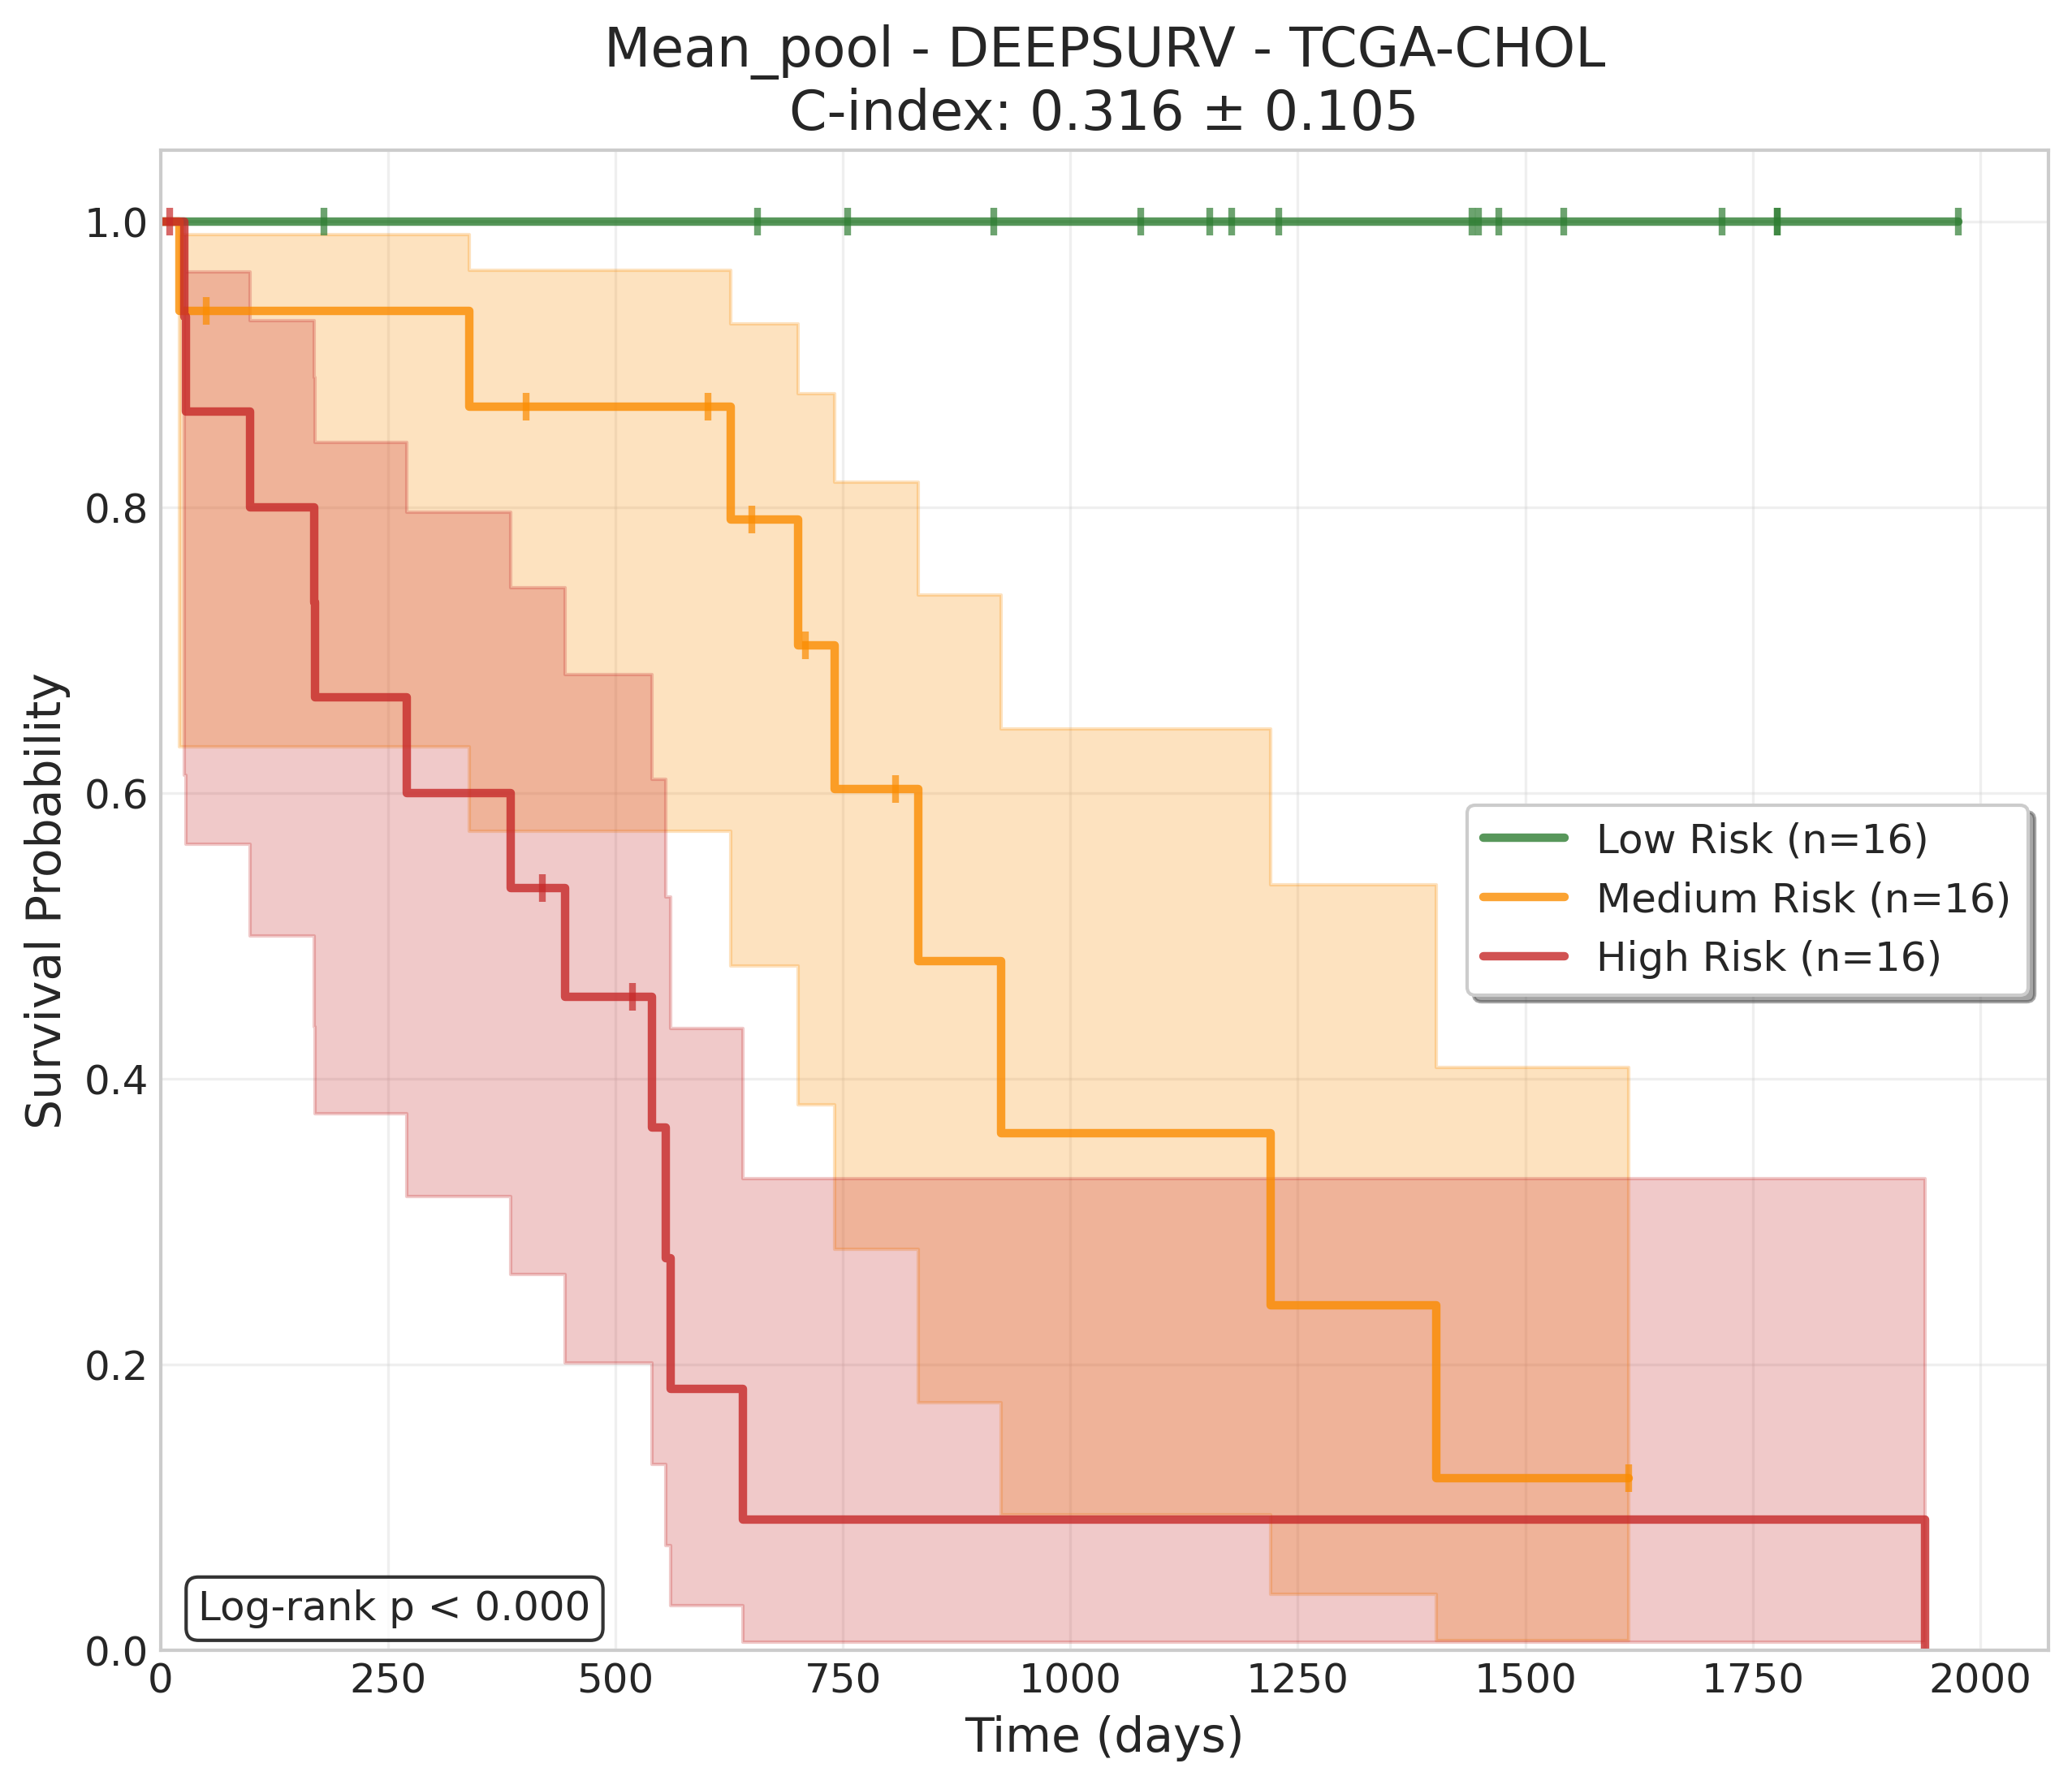 Mean_pool - DEEPSURV - TCGA-CHOL
C-index: 0.316 ± 0.105
Survival Probability
1.0
0.8
0.6
0.4
0.2
0.0
Low Risk (n=16)
Medium Risk (n=16)
High Risk (n=16)
Log-rank p < 0.000
0 250 500 750 1000 1250 1500 1750 2000
Time (days)